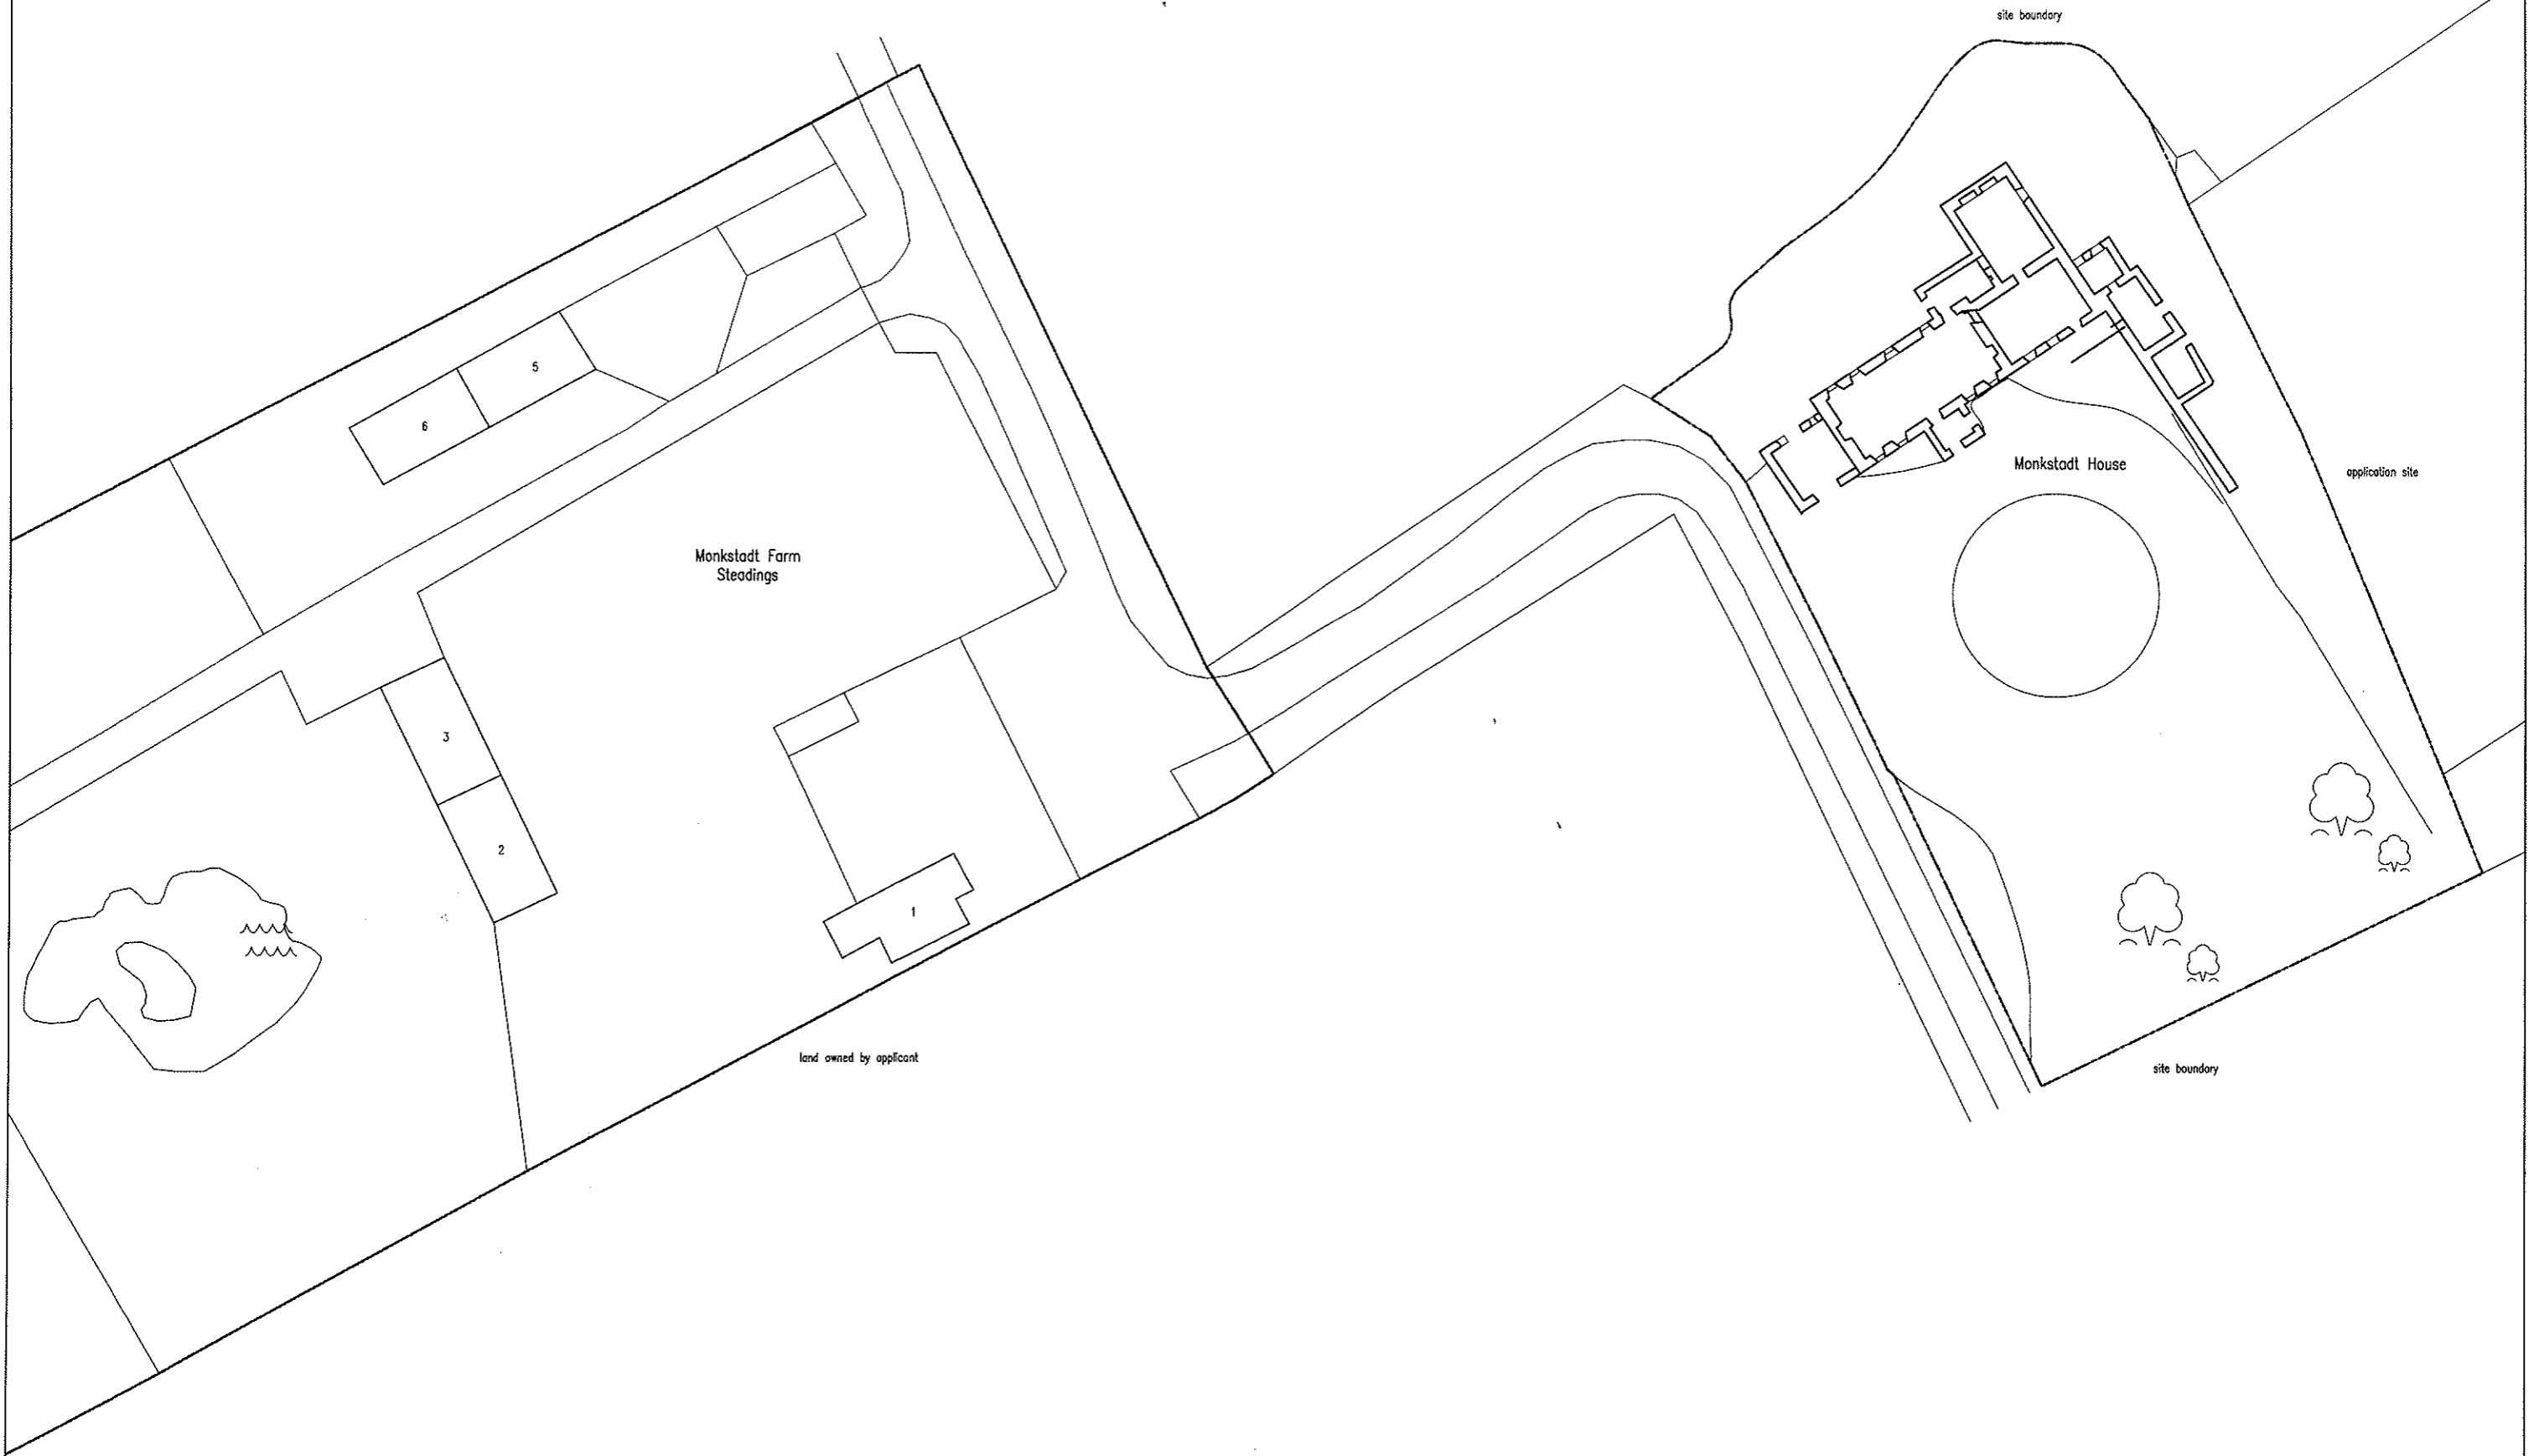 site boundary
5
6
Monkstadt House
application site
Monkstadt Farm
Steadings
3
2
1
land owned by applicant
site boundary